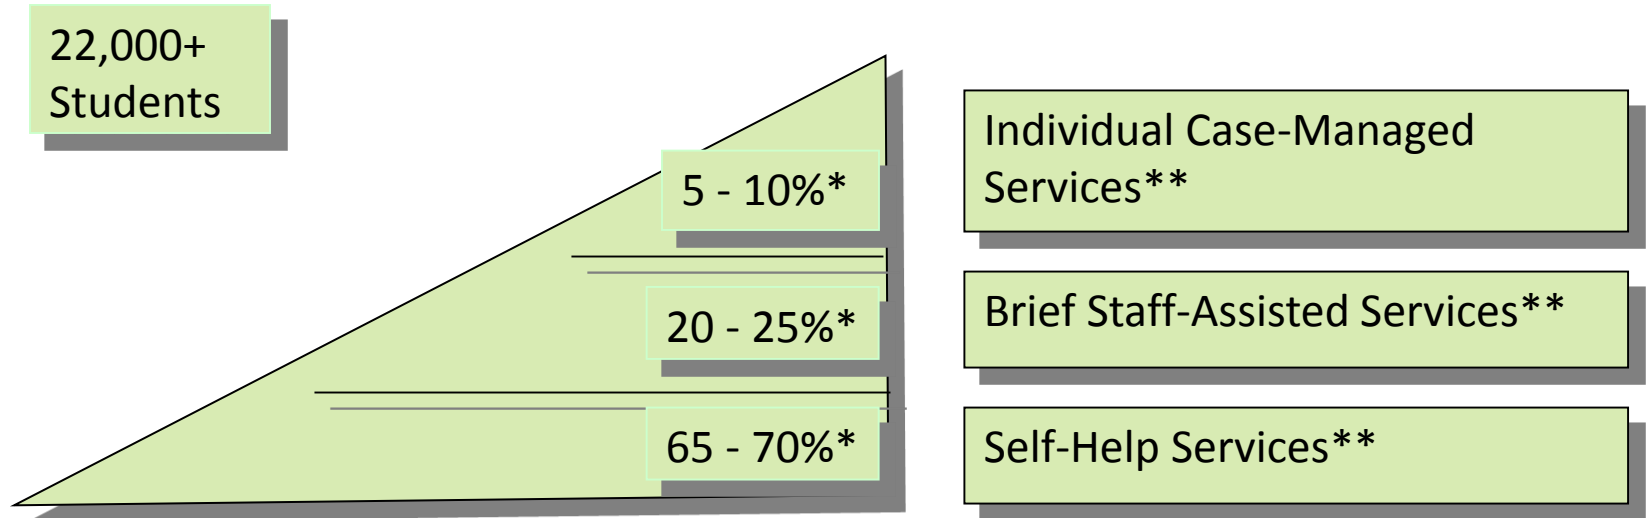 22,000+
Students
5 - 10%*
Individual Case-Managed
Services**
20 - 25%*
Brief Staff-Assisted Services**
65 - 70%*
Self-Help Services**